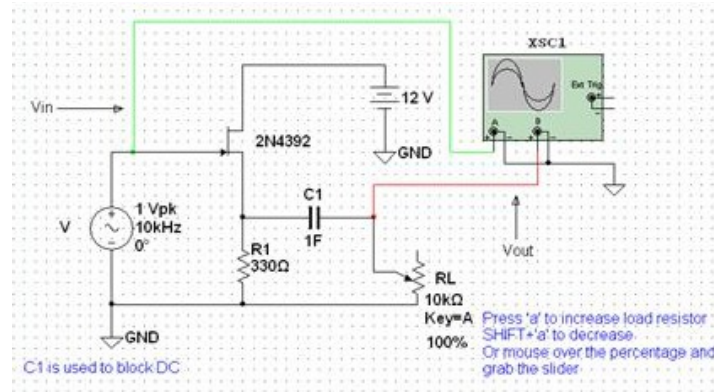 XSC1
Ext Trig
+
-
A
B
+ - + -
12 V
Vin
2N4392
GND
C1
1F
V
1 Vpk
10kHz
0°
R1
330Ω
Vout
RL
10kΩ
Key=A
100%
Press 'a' to increase load resistor
SHIFT+'a' to decrease
Or mouse over the percentage and
grab the slider
GND
C1 is used to block DC